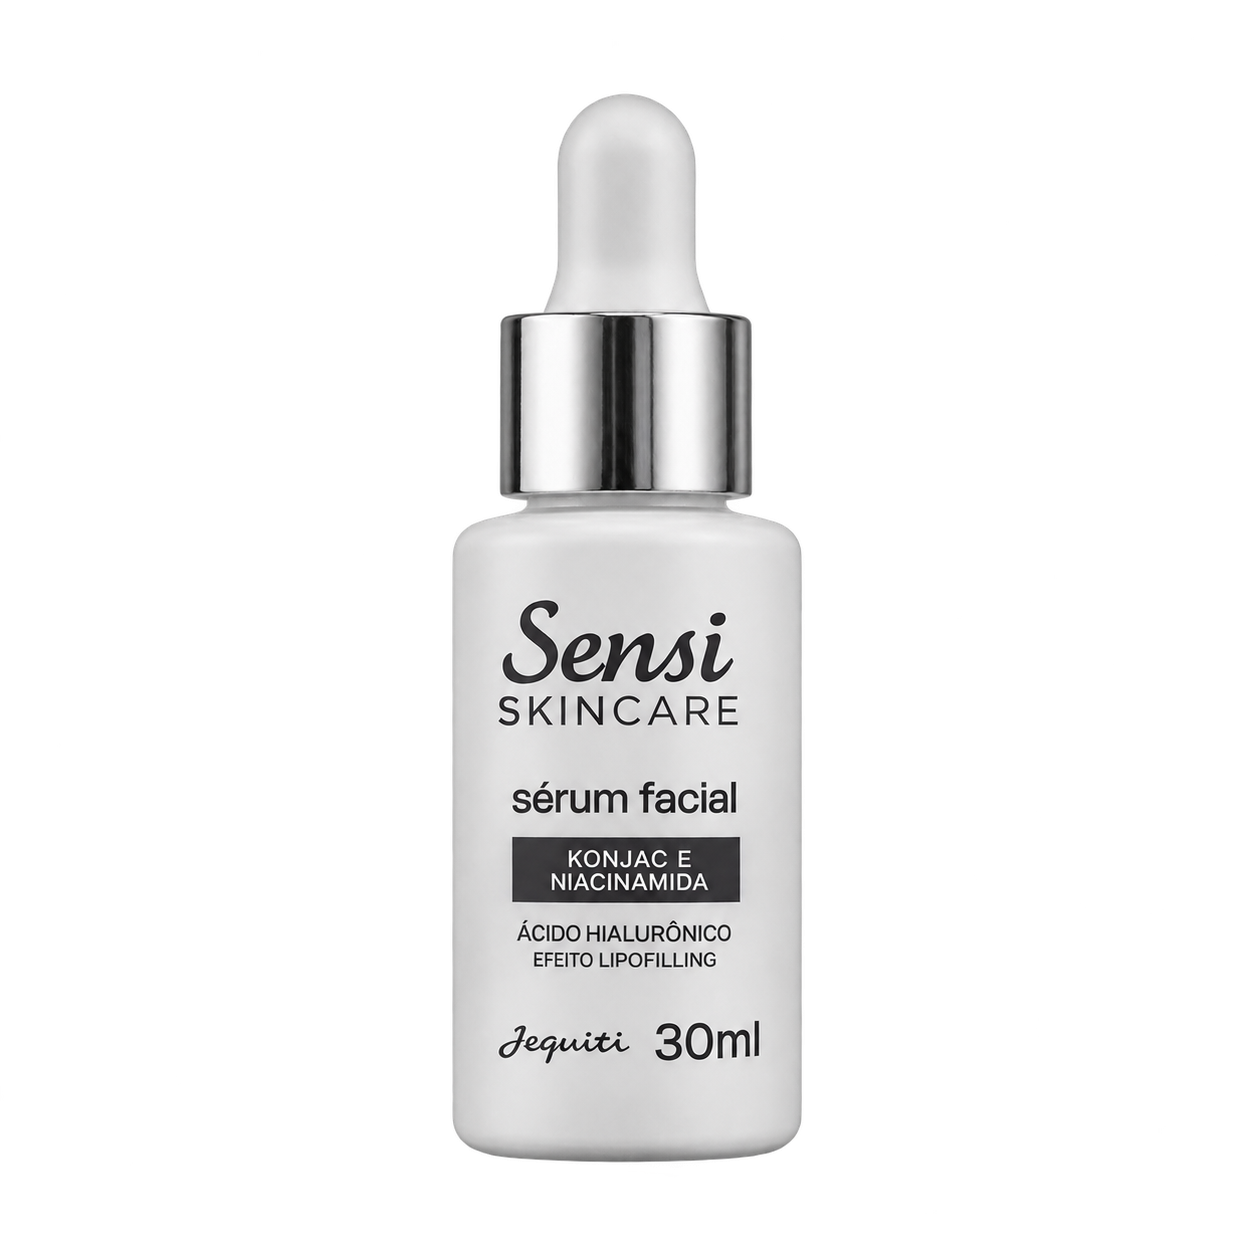 Sensi
SKINCARE
sérum facial
KONJAC E
NIACINAMIDA
ÁCIDO HIALURÔNICO
EFEITO LIPOFILLING
Jequiti 30ml